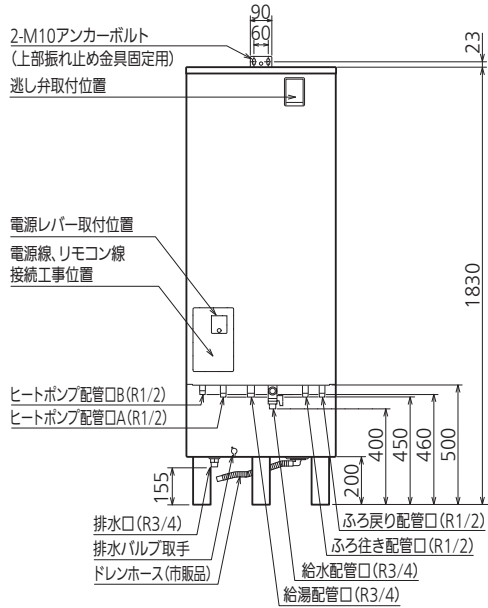 90
60
23
2-M10アンカーボルト
(上部振れ止め金具固定用)
逃し弁取付位置
電源レバー取付位置
電源線、リモコン線
接続工事位置
1830
ヒートポンプ配管口B(R1/2)
ヒートポンプ配管口A(R1/2)
155
200
400
450
460
500
排水口(R3/4)
排水バルブ取手
ドレンホース(市販品)
ふろ戻り配管口(R1/2)
ふろ往き配管口(R1/2)
給水配管口(R3/4)
給湯配管口(R3/4)